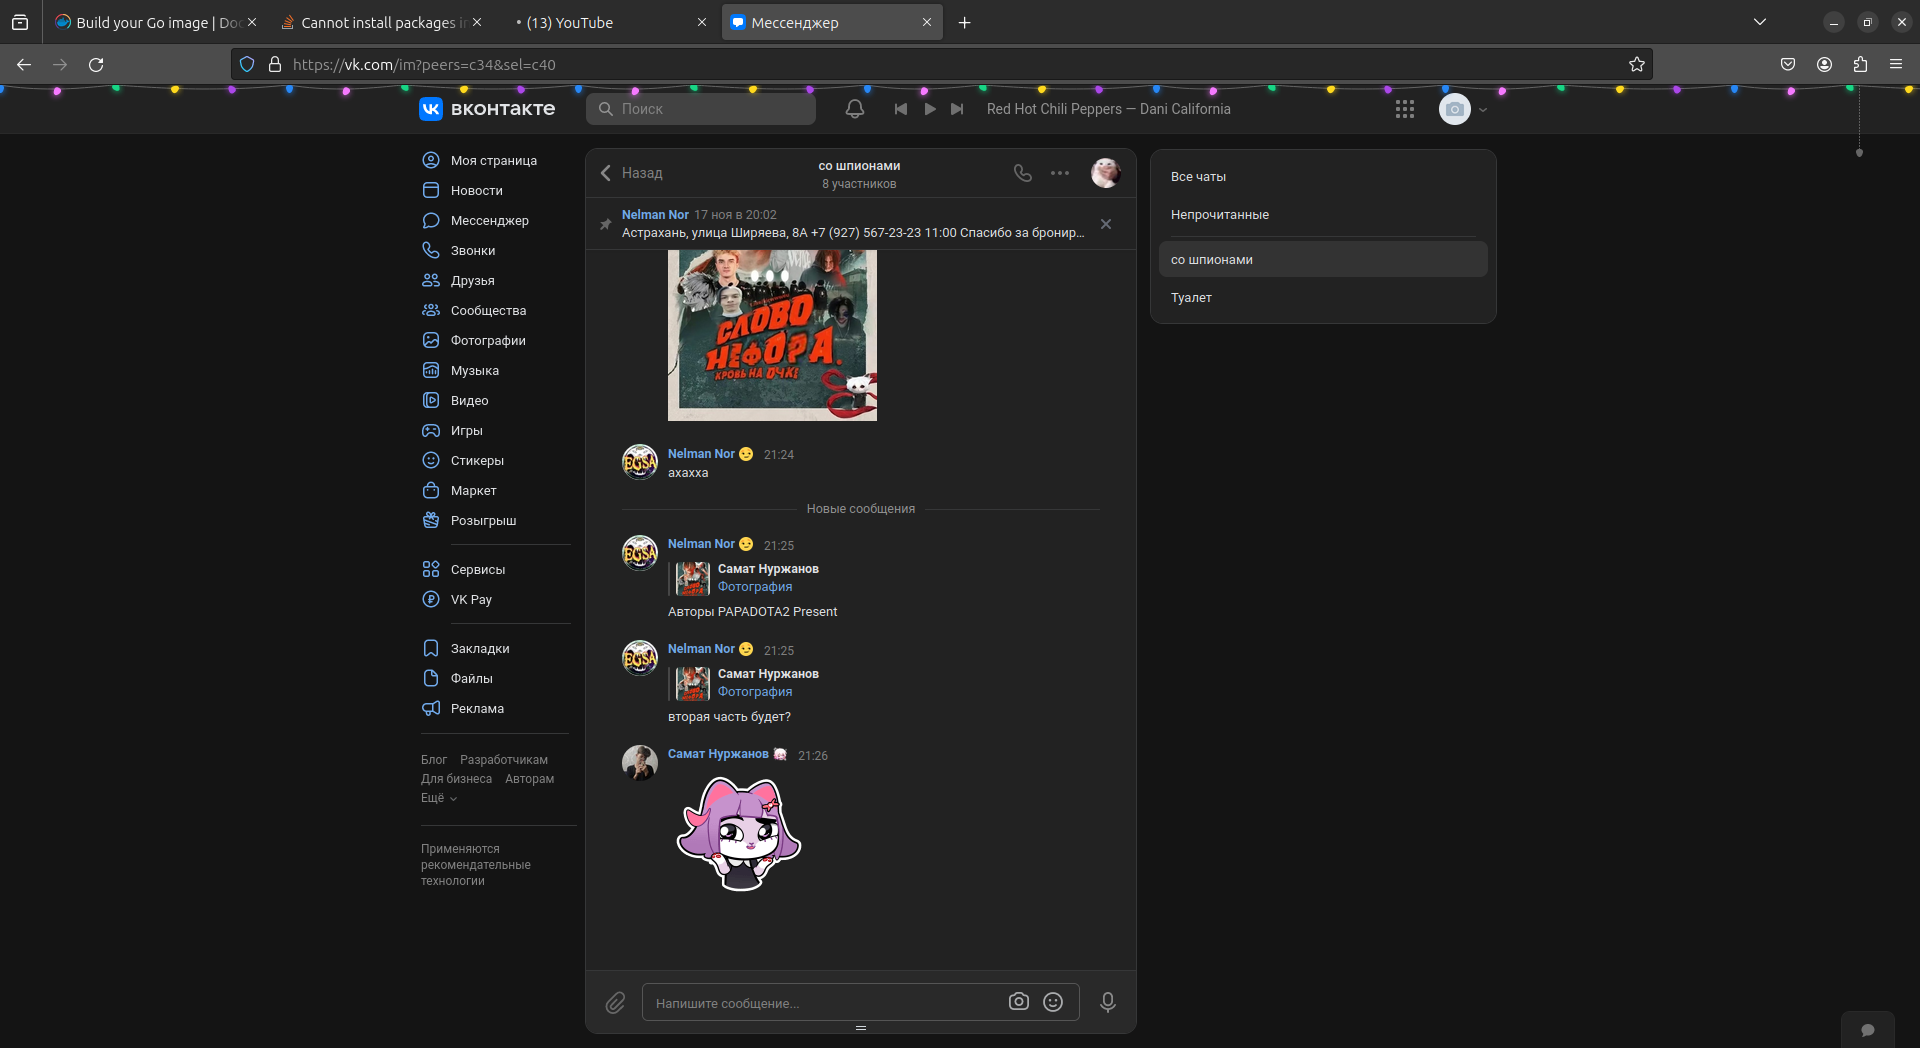 Build your Go image | Doc
Cannot install packages in
(13) YouTube
Мессенджер
https://vk.com/im?peers=c34&sel=c40
вконтакте
Поиск
Red Hot Chili Peppers — Dani California
Моя страница
Новости
Мессенджер
Звонки
Друзья
Сообщества
Фотографии
Музыка
Видео
Игры
Стикеры
Маркет
Розыгрыш
Сервисы
VK Pay
Закладки
Файлы
Реклама
Блог Разработчикам
Для бизнеса Авторам
Ещё
Применяются
рекомендательные
технологии
Назад
со шпионами
8 участников
Nelman Nor 17 ноя в 20:02
Астрахань, улица Ширяева, 8А +7 (927) 567-23-23 11:00 Спасибо за бронир...
СЛОВО
НЕФОРА.
КРОВЬ НА ОЧКЕ
Nelman Nor 21:24
EGSA
ахахха
Новые сообщения
Nelman Nor 21:25
EGSA
Самат Нуржанов
Фотография
Авторы PAPADOTA2 Present
Nelman Nor 21:25
EGSA
Самат Нуржанов
Фотография
вторая часть будет?
Самат Нуржанов 21:26
Напишите сообщение...
Все чаты
Непрочитанные
со шпионами
Туалет